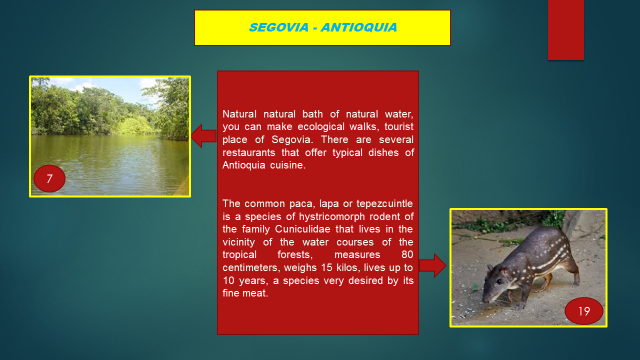 SEGOVIA - ANTIOQUIA
Natural natural bath of natural water,
you can make ecological walks, tourist
place of Segovia. There are several
restaurants that offer typical dishes of
Antioquia cuisine.
7
The common paca, lapa or tepezcuintle
is a species of hystricomorph rodent of
the family Cuniculidae that lives in the
vicinity of the water courses of the
tropical forests, measures 80
centimeters, weighs 15 kilos, lives up to
10 years, a species very desired by its
fine meat.
19